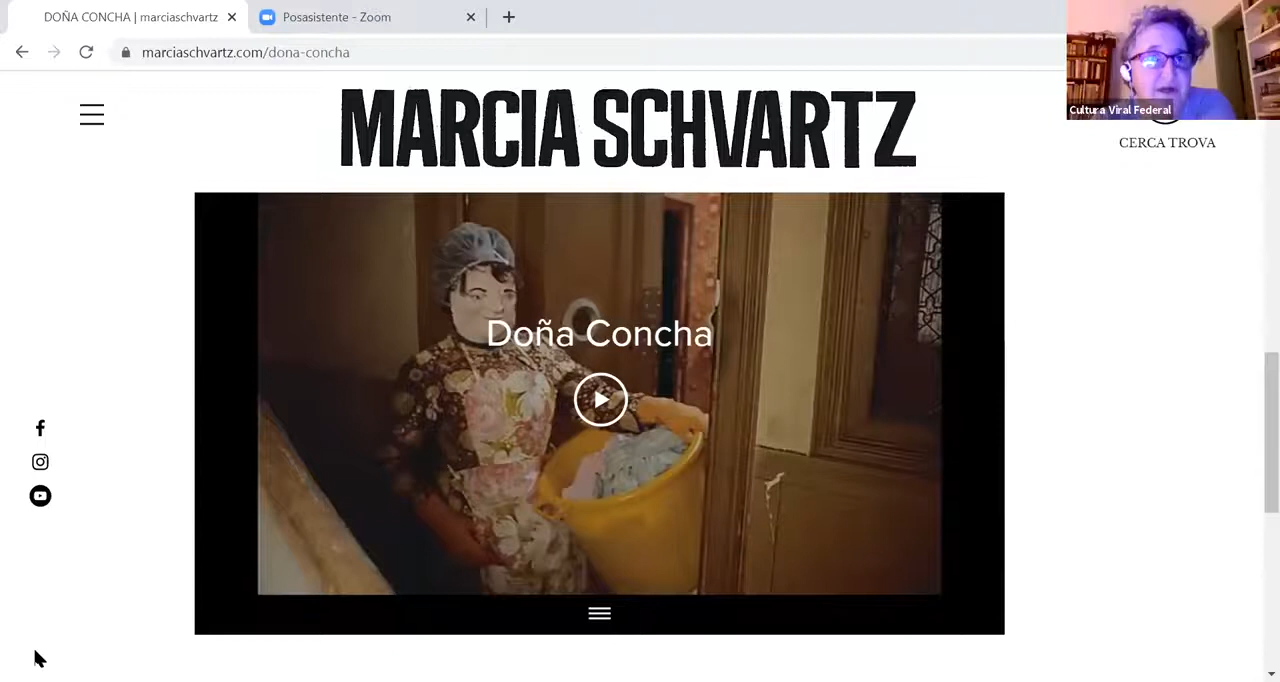 DOÑA CONCHA | marciaschvartz
Posasistente - Zoom
marciaschvartz.com/dona-concha
Cultura Viral Federal
MARCIA SCHVARTZ
CERCA TROVA
Doña Concha